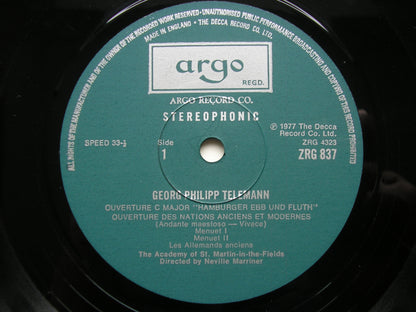 ALL RIGHTS OF THE MANUFACTURER AND OF THE OWNER OF THE RECORDED WORK RESERVED · UNAUTHORISED PUBLIC PERFORMANCE BROADCASTING AND COPYING OF THIS RECORD PROHIBITED
MADE IN ENGLAND · THE DECCA RECORD CO. LTD.
argo
REGD.
ARGO RECORD CO.
STEREOPHONIC
SPEED 33-⅓
Side
1
℗ 1977 The Decca
Record Co. Ltd.
ZRG 4323
ZRG 837
GEORG PHILIPP TELEMANN
OUVERTURE C MAJOR "HAMBURGER EBB UND FLUTH"
OUVERTURE DES NATIONS ANCIENS ET MODERNES
(Andante maestoso — Vivace)
Menuet I
Menuet II
Les Allemands anciens
The Academy of St. Martin-in-the-Fields
Directed by Neville Marriner